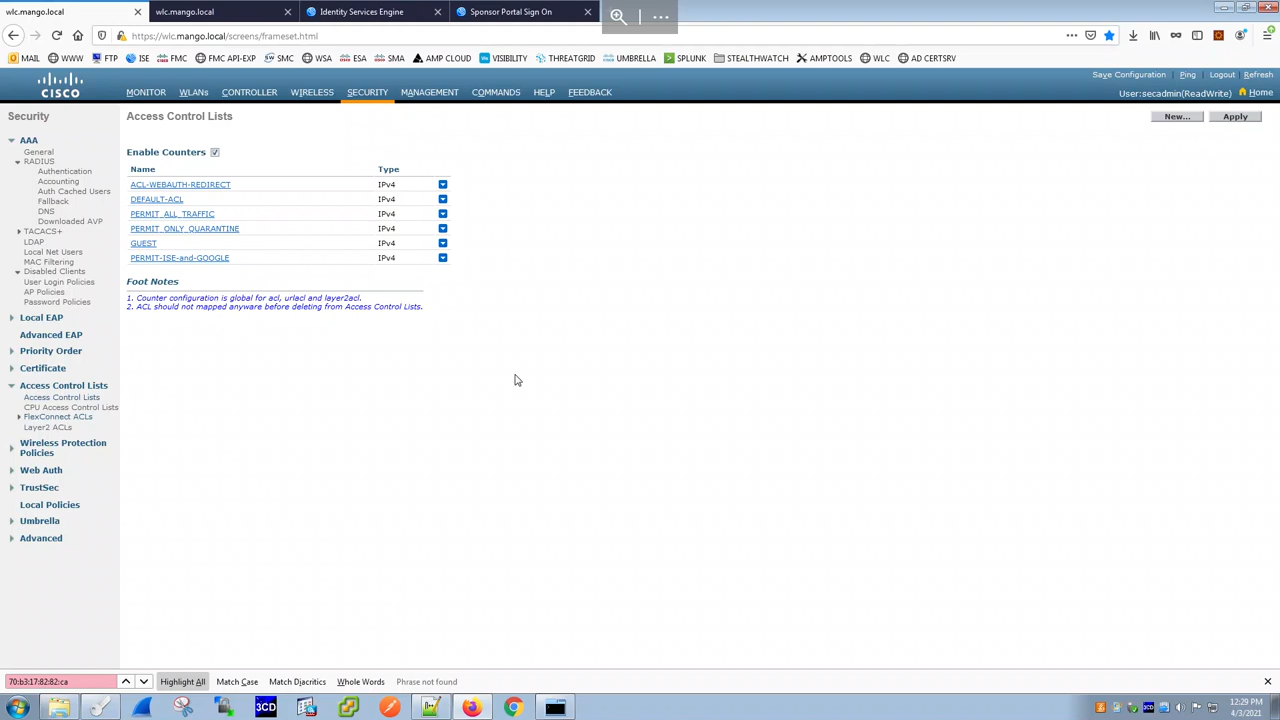 wlc.mango.local
wlc.mango.local
Identity Services Engine
Sponsor Portal Sign On
https://wlc.mango.local/screens/frameset.html
MAIL
WWW
FTP
ISE
FMC
FMC API-EXP
SMC
WSA
ESA
SMA
AMP CLOUD
VISIBILITY
THREATGRID
UMBRELLA
SPLUNK
STEALTHWATCH
AMPTOOLS
WLC
AD CERTSRV
Save Configuration
Ping
Logout
Refresh
CISCO
MONITOR
WLANs
CONTROLLER
WIRELESS
SECURITY
MANAGEMENT
COMMANDS
HELP
FEEDBACK
User:secadmin(ReadWrite)
Home
Security
AAA
General
RADIUS
Authentication
Accounting
Auth Cached Users
Fallback
DNS
Downloaded AVP
TACACS+
LDAP
Local Net Users
MAC Filtering
Disabled Clients
User Login Policies
AP Policies
Password Policies
Local EAP
Advanced EAP
Priority Order
Certificate
Access Control Lists
Access Control Lists
CPU Access Control Lists
FlexConnect ACLs
Layer2 ACLs
Wireless Protection
Policies
Web Auth
TrustSec
Local Policies
Umbrella
Advanced
Access Control Lists
New...
Apply
Enable Counters
Name Type
ACL-WEBAUTH-REDIRECT IPv4
DEFAULT-ACL IPv4
PERMIT_ALL_TRAFFIC IPv4
PERMIT_ONLY_QUARANTINE IPv4
GUEST IPv4
PERMIT-ISE-and-GOOGLE IPv4
Foot Notes
1. Counter configuration is global for acl, urlacl and layer2acl.
2. ACL should not mapped anyware before deleting from Access Control Lists.
70:b3:17:82:82:ca
Highlight All
Match Case
Match Diacritics
Whole Words
Phrase not found
3CD
3CD
12:29 PM
4/3/2021